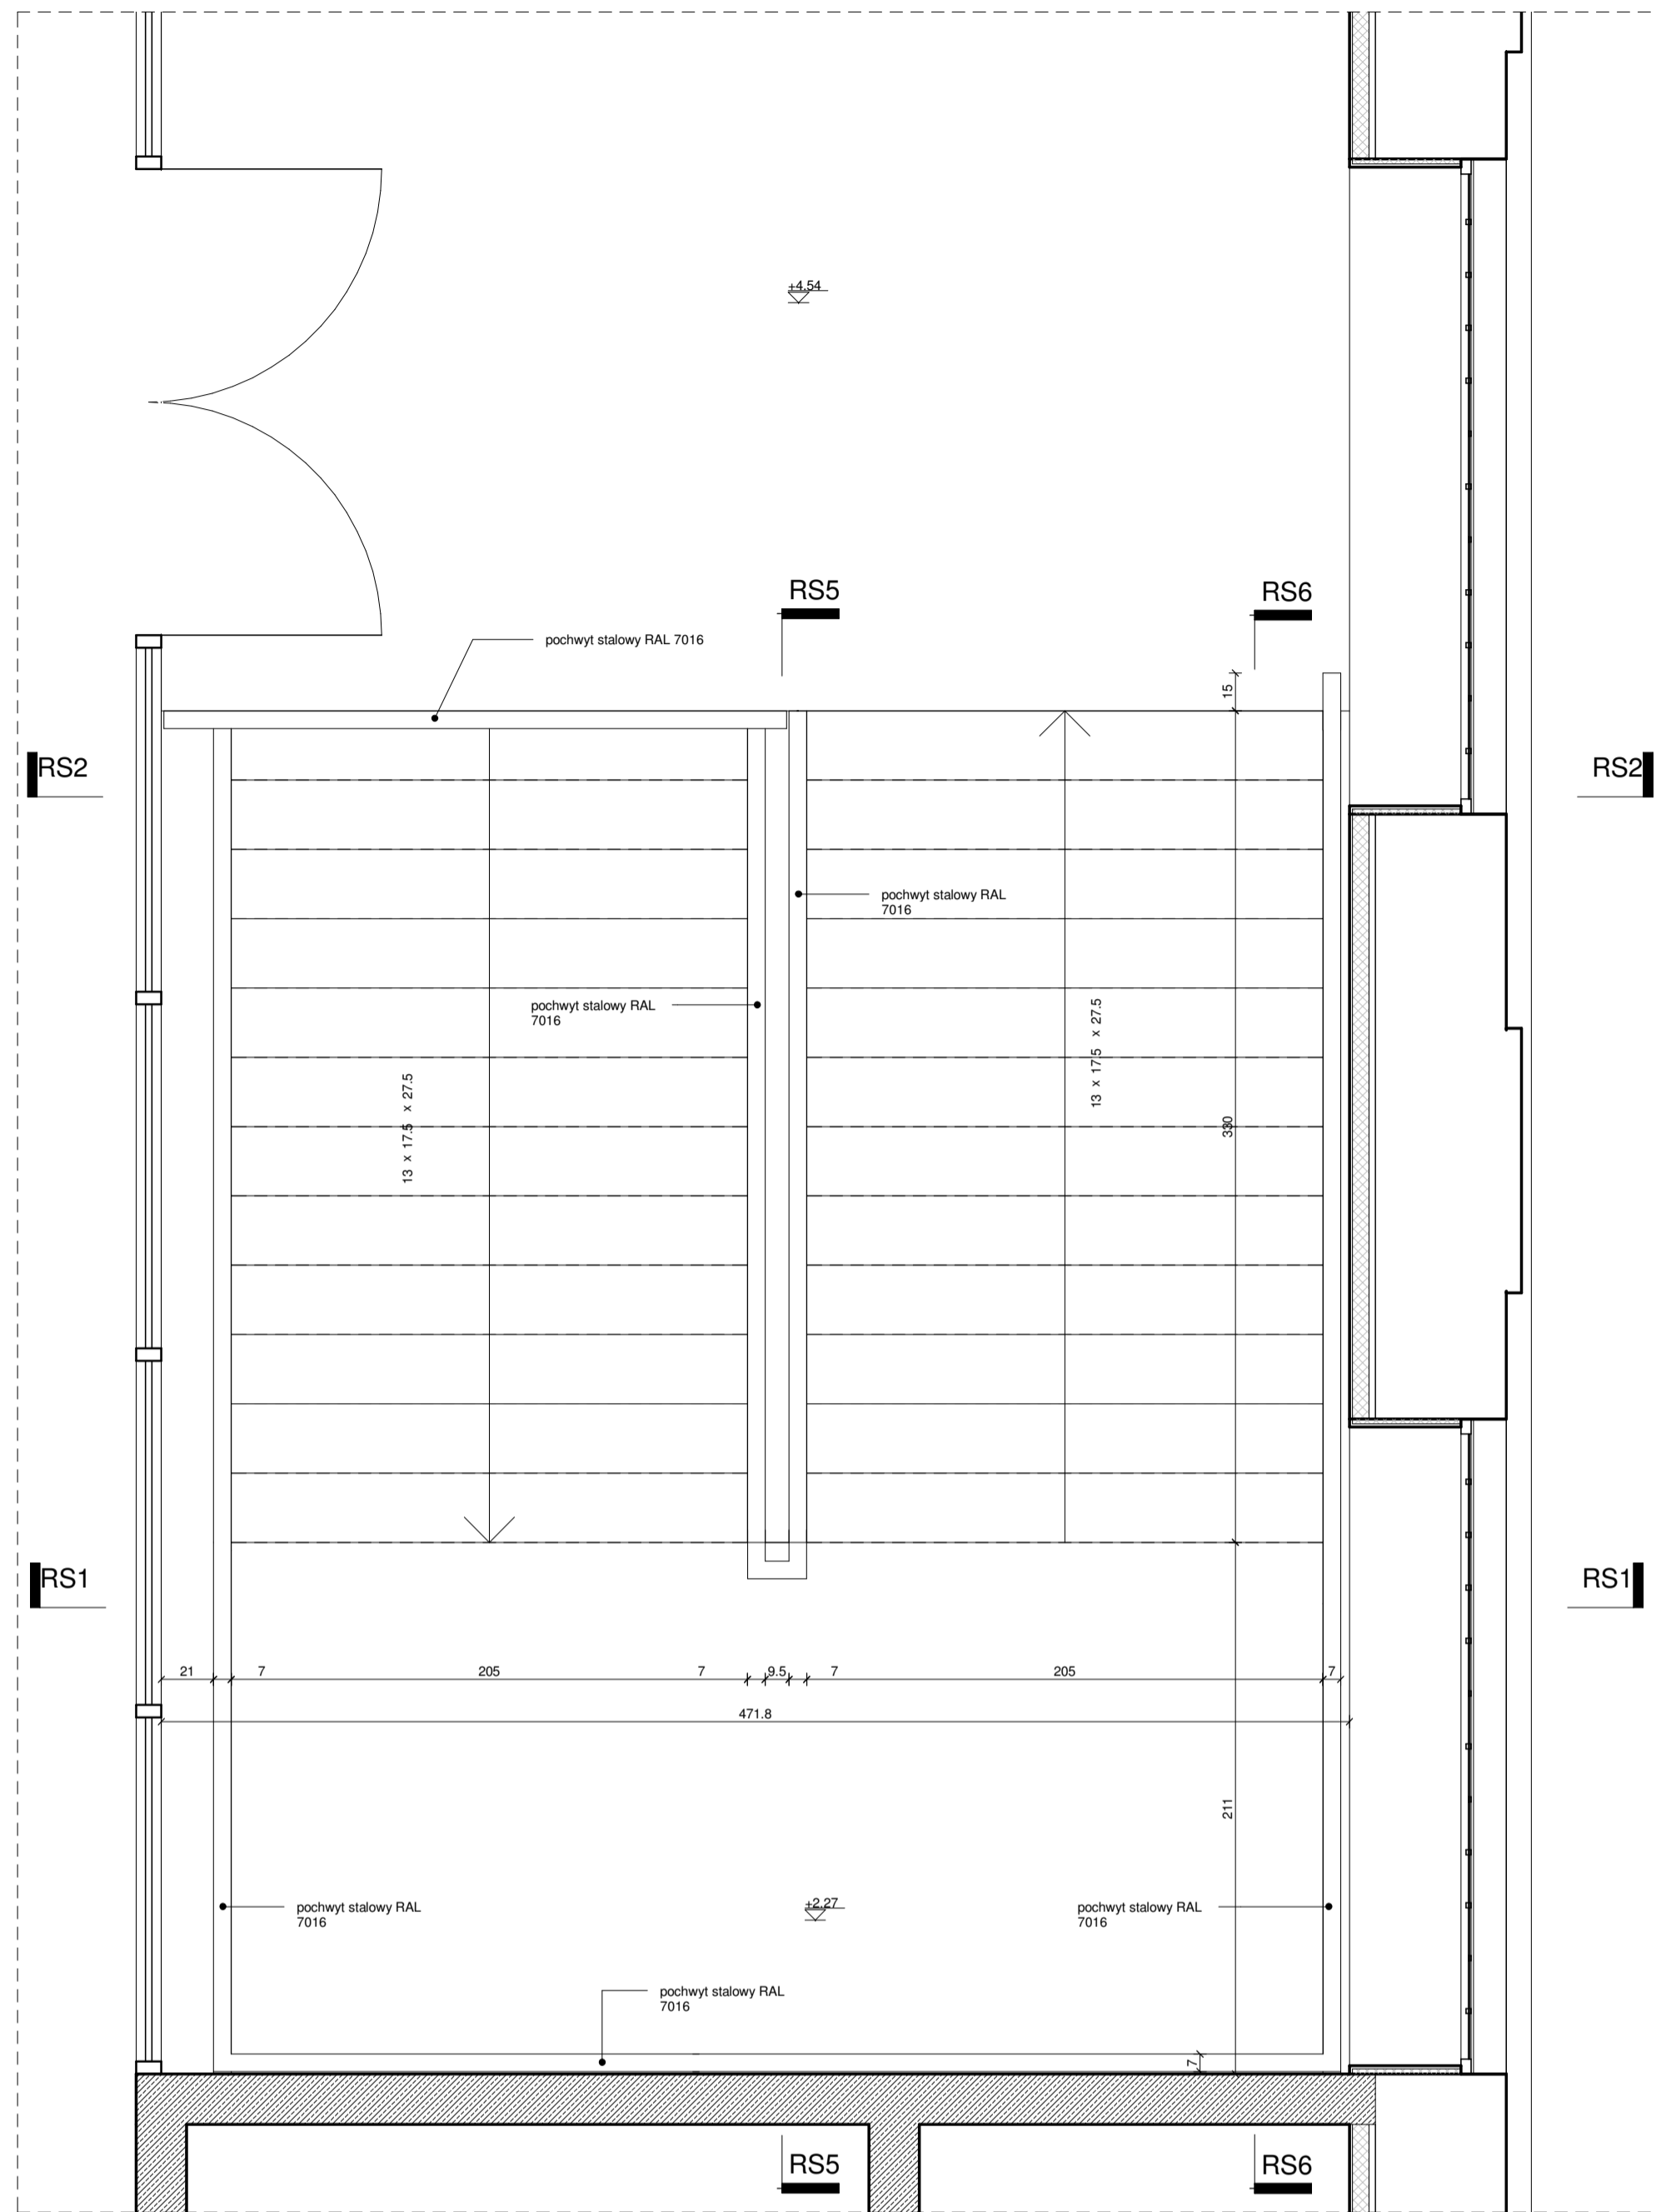 +4.54
RS5
RS6
pochwyt stalowy RAL 7016
15
RS2
RS2
pochwyt stalowy RAL
7016
pochwyt stalowy RAL
7016
13 x 17.5 x 27.5
13 x 17.5 x 27.5
330
RS1
RS1
21 7 205 7 9.5 7 205 7
471.8
211
+2.27
pochwyt stalowy RAL
7016
pochwyt stalowy RAL
7016
pochwyt stalowy RAL
7016
7
RS5
RS6